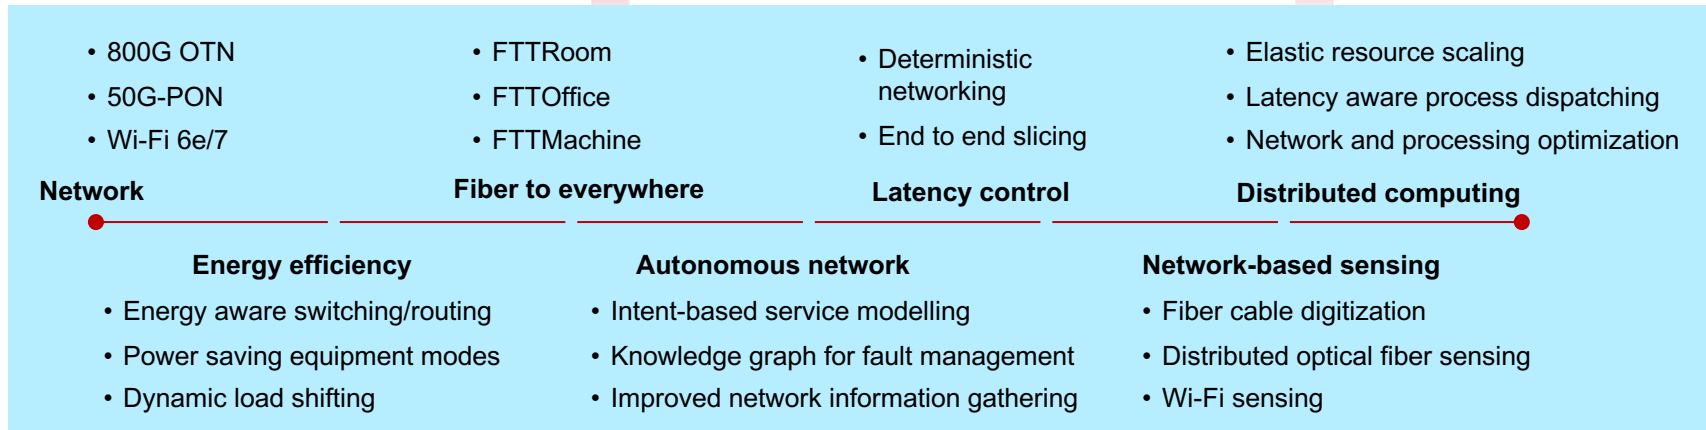 • 800G OTN
• 50G-PON
• Wi-Fi 6e/7
Network
• FTTRoom
• FTTOffice
• FTTMachine
Fiber to everywhere
• Deterministic
networking
• End to end slicing
Latency control
• Elastic resource scaling
• Latency aware process dispatching
• Network and processing optimization
Distributed computing
Energy efficiency
• Energy aware switching/routing
• Power saving equipment modes
• Dynamic load shifting
Autonomous network
• Intent-based service modelling
• Knowledge graph for fault management
• Improved network information gathering
Network-based sensing
• Fiber cable digitization
• Distributed optical fiber sensing
• Wi-Fi sensing